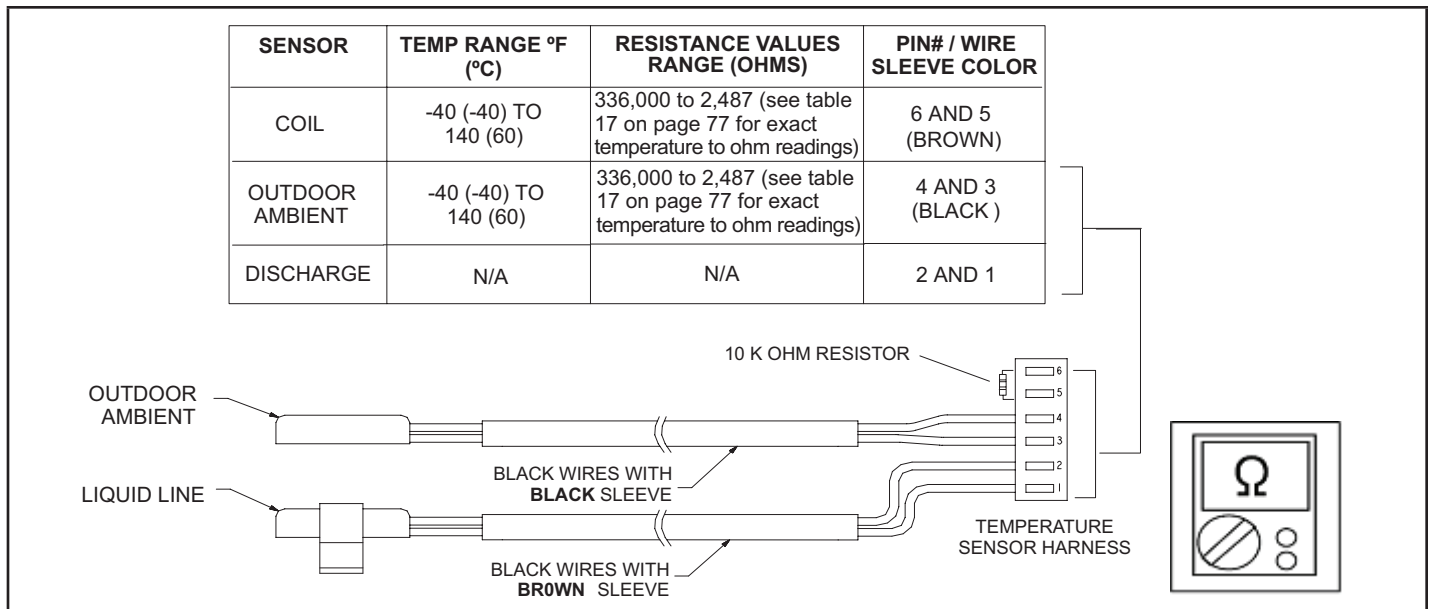 SENSOR
TEMP RANGE ºF
(ºC)
RESISTANCE VALUES
RANGE (OHMS)
PIN# / WIRE
SLEEVE COLOR
COIL
-40 (-40) TO
140 (60)
336,000 to 2,487 (see table
17 on page 77 for exact
temperature to ohm readings)
6 AND 5
(BROWN)
OUTDOOR
AMBIENT
-40 (-40) TO
140 (60)
336,000 to 2,487 (see table
17 on page 77 for exact
temperature to ohm readings)
4 AND 3
(BLACK )
DISCHARGE
N/A
N/A
2 AND 1
10 K OHM RESISTOR
6
5
4
3
2
1
OUTDOOR
AMBIENT
BLACK WIRES WITH
BLACK SLEEVE
LIQUID LINE
BLACK WIRES WITH
BR0WN SLEEVE
TEMPERATURE
SENSOR HARNESS
Ω